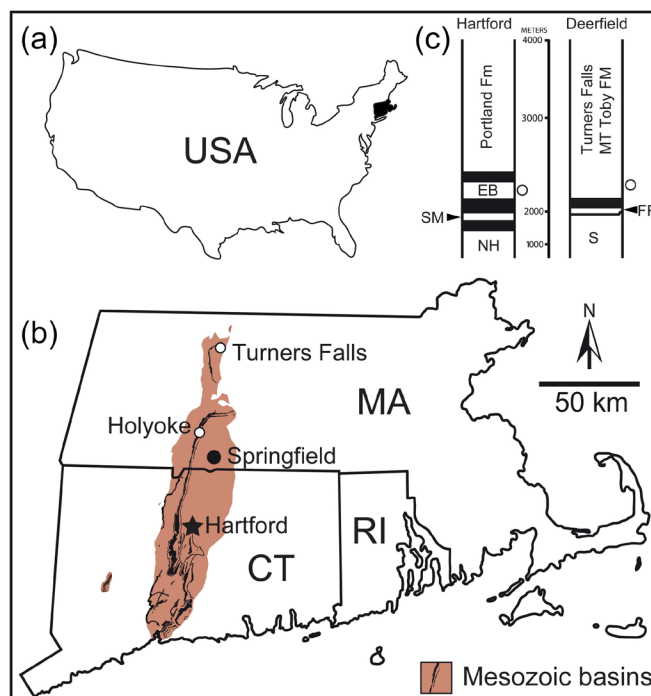 (a)
USA
(c)
Hartford
METERS
Deerfield
4000
3000
2000
1000
Portland Fm
EB
SM
NH
Turners Falls
MT Toby FM
FF
S
(b)
Turners Falls
Holyoke
Springfield
Hartford
MA
CT
RI
N
50 km
Mesozoic basins